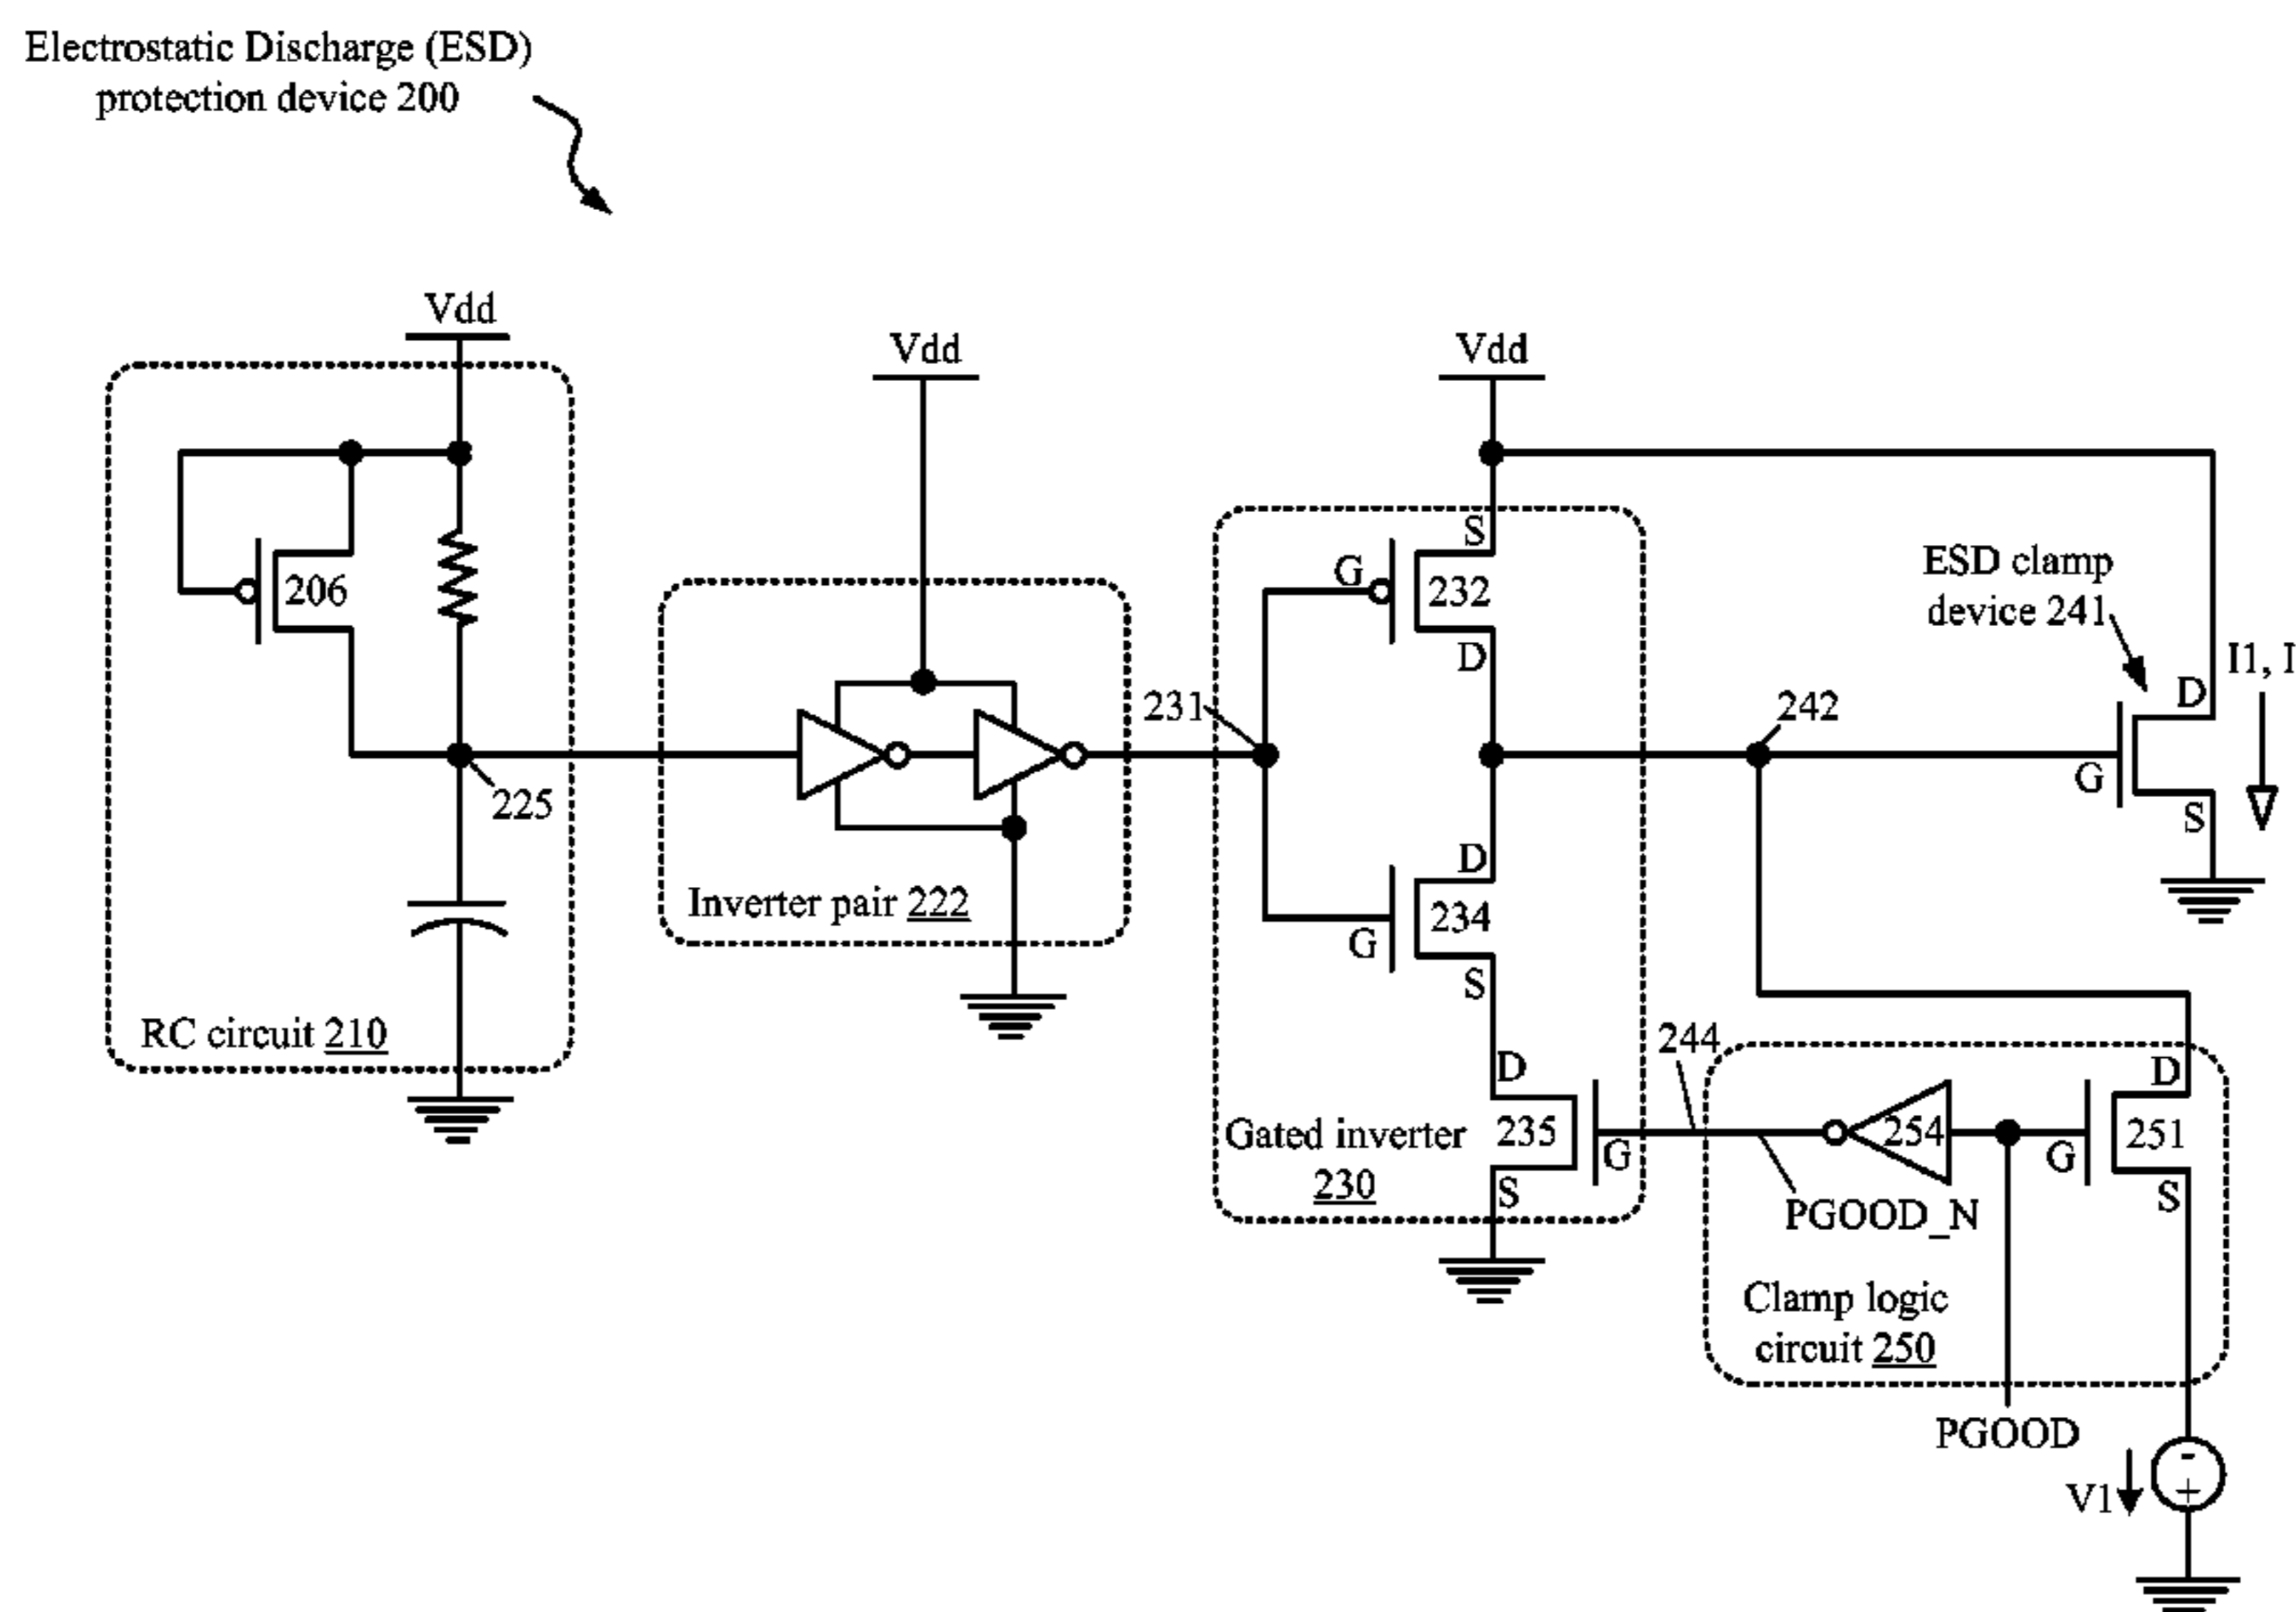 Electrostatic Discharge (ESD)
protection device 200
Vdd
206
225
RC circuit 210
Vdd
Inverter pair 222
231
Vdd
S
G
232
D
D
234
G
S
D
235
G
S
Gated inverter
230
242
ESD clamp
device 241
D
G
S
I1, I
244
PGOOD_N
254
D
G
251
S
Clamp logic
circuit 250
PGOOD
V1
-
+